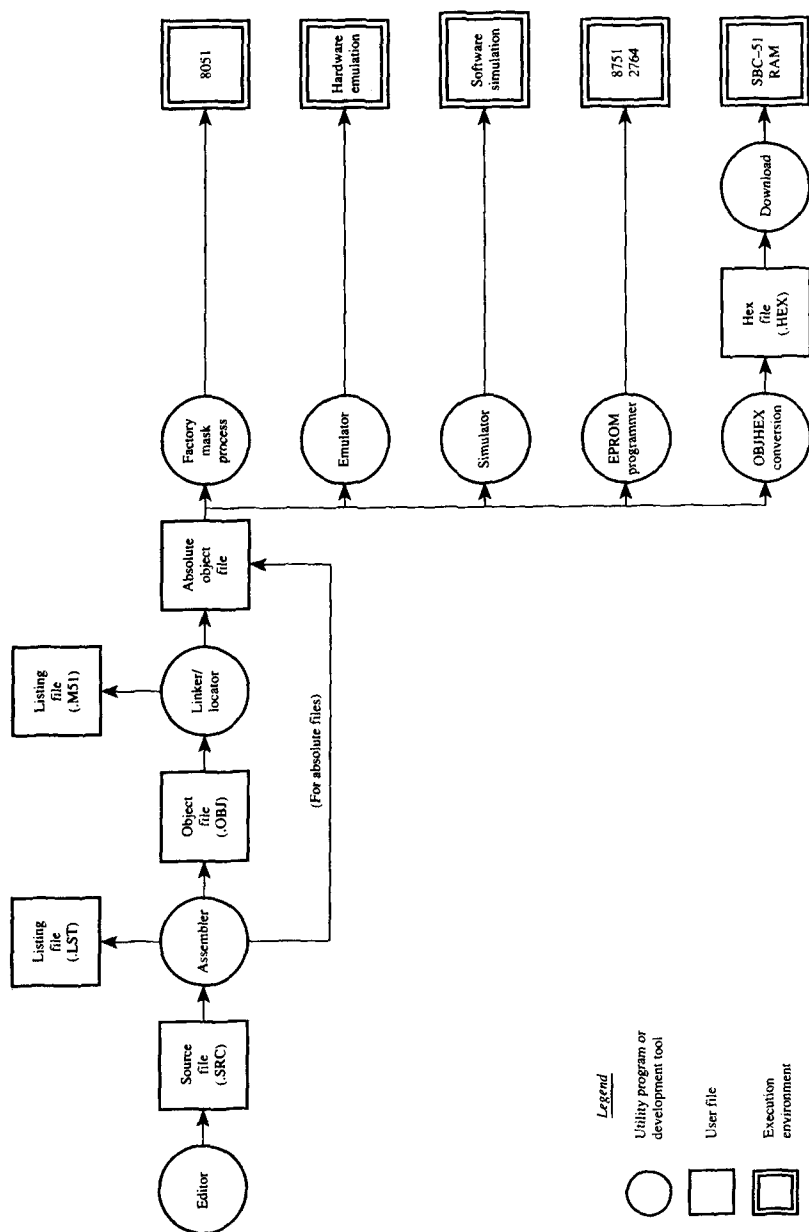 Editor
Source
file
(.SRC)
Assembler
Listing
file
(.LST)
Object
file
(.OBJ)
Linker/
locator
Listing
file
(.M51)
Absolute
object
file
(For absolute files)
Factory
mask
process
8051
Emulator
Hardware
emulation
Simulator
Software
simulation
EPROM
programmer
8751
2764
OBJHEX
conversion
Hex
file
(.HEX)
Download
SBC–51
RAM
Legend
Utility program or
development tool
User file
Execution
environment